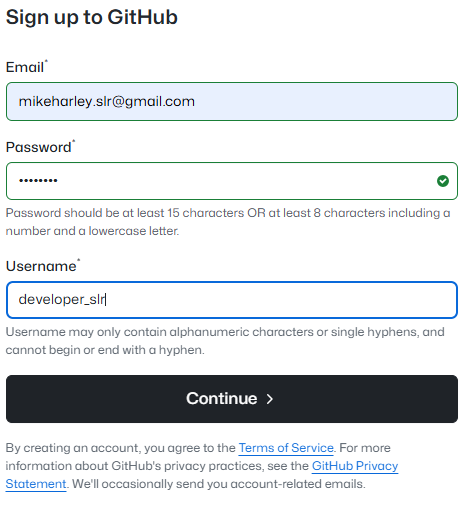 Sign up to GitHub
Email*
mikeharley.slr@gmail.com
Password*
••••••••
Password should be at least 15 characters OR at least 8 characters including a
number and a lowercase letter.
Username*
developer_slr
Username may only contain alphanumeric characters or single hyphens, and
cannot begin or end with a hyphen.
Continue >
By creating an account, you agree to the Terms of Service. For more
information about GitHub's privacy practices, see the GitHub Privacy
Statement. We'll occasionally send you account-related emails.